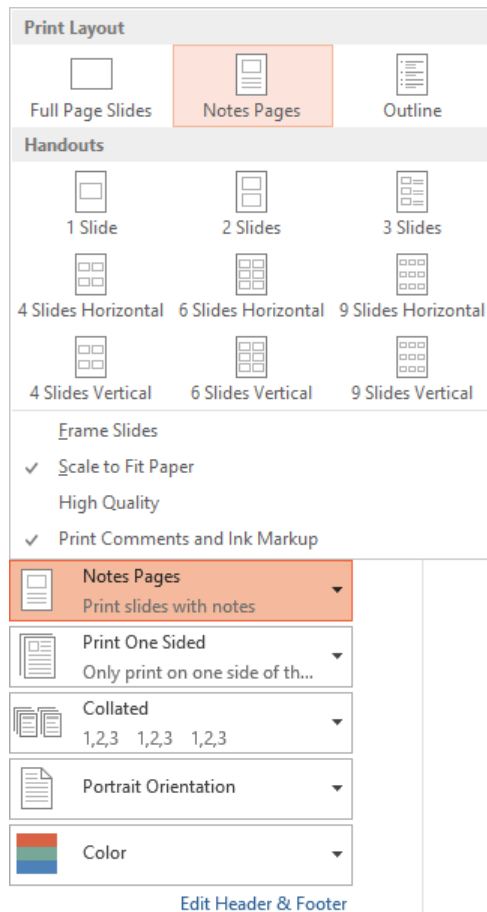 Print Layout
Full Page Slides Notes Pages Outline
Handouts
1 Slide 2 Slides 3 Slides
4 Slides Horizontal 6 Slides Horizontal 9 Slides Horizontal
4 Slides Vertical 6 Slides Vertical 9 Slides Vertical
Frame Slides
Scale to Fit Paper
High Quality
Print Comments and Ink Markup
Notes Pages
Print slides with notes
Print One Sided
Only print on one side of th...
Collated
1,2,3 1,2,3 1,2,3
Portrait Orientation
Color
Edit Header & Footer